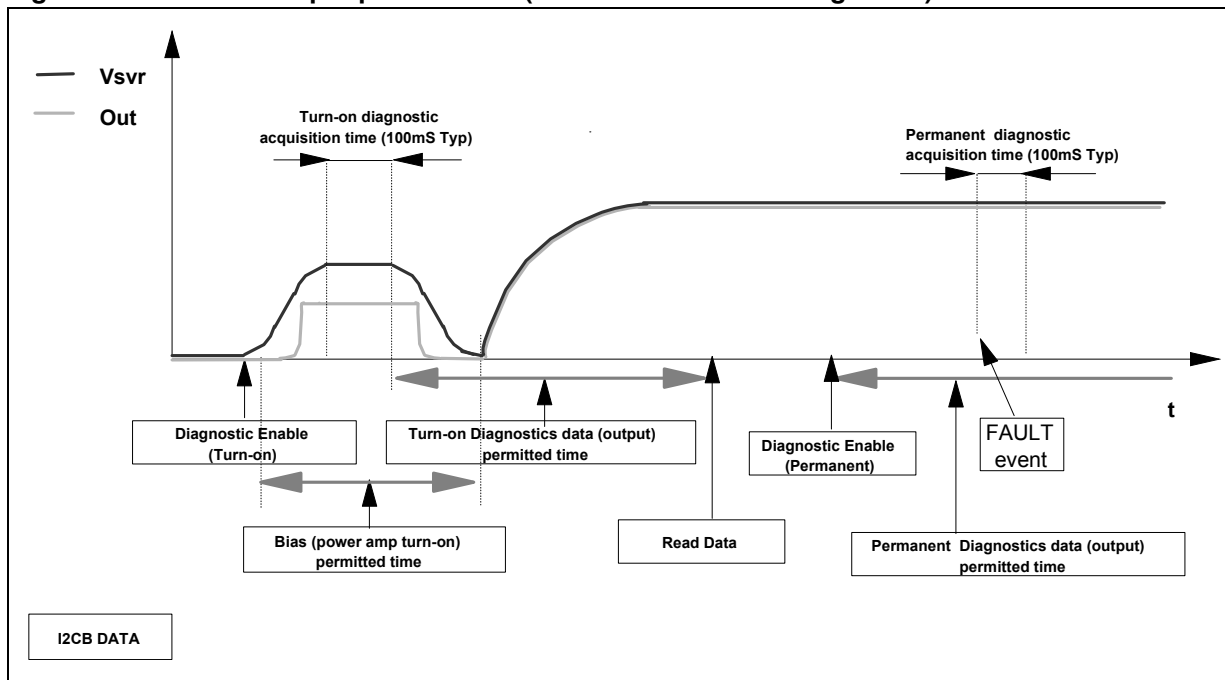 Vsvr
Out
Turn-on diagnostic
acquisition time (100mS Typ)
Permanent diagnostic
acquisition time (100mS Typ)
t
Diagnostic Enable
(Turn-on)
Turn-on Diagnostics data (output)
permitted time
Diagnostic Enable
(Permanent)
FAULT
event
Bias (power amp turn-on)
permitted time
Read Data
Permanent Diagnostics data (output)
permitted time
I2CB DATA